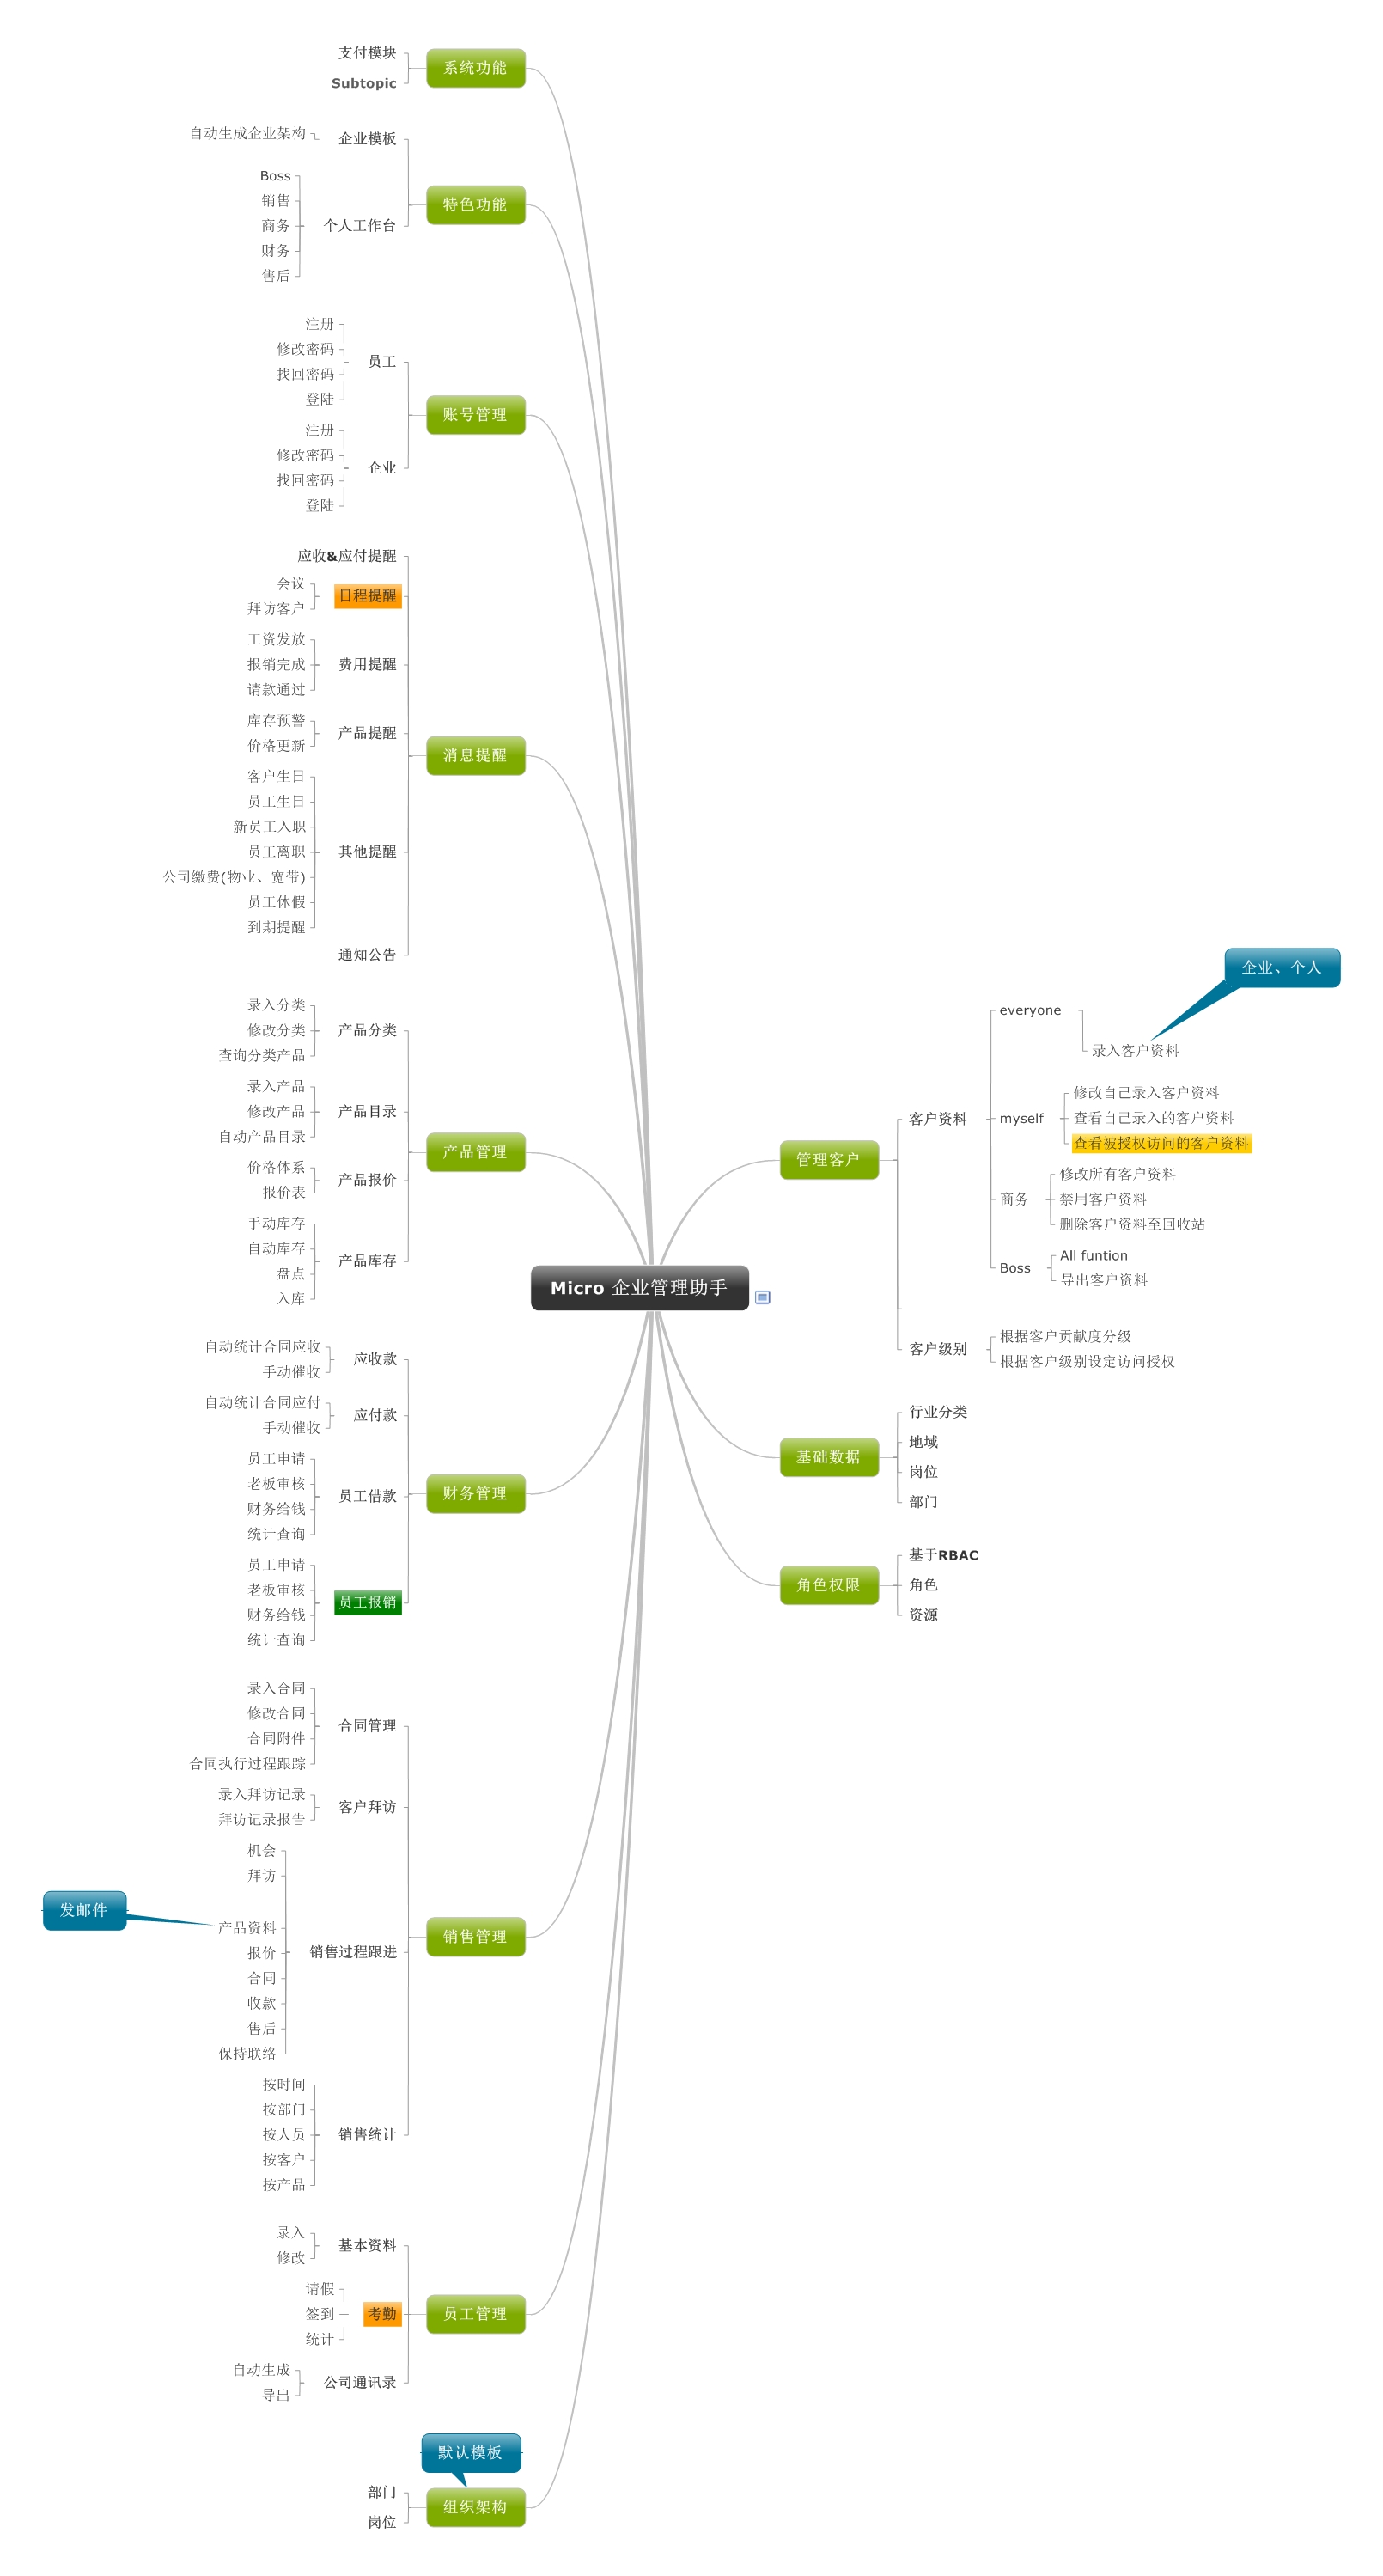 支付模块
Subtopic
系统功能
自动生成企业架构
企业模板
Boss
销售
商务
财务
售后
个人工作台
特色功能
注册
修改密码
找回密码
登陆
员工
注册
修改密码
找回密码
登陆
企业
账号管理
应收&应付提醒
会议
拜访客户
日程提醒
工资发放
报销完成
请款通过
费用提醒
库存预警
价格更新
产品提醒
客户生日
员工生日
新员工入职
员工离职
公司缴费(物业、宽带)
员工休假
到期提醒
其他提醒
通知公告
消息提醒
录入分类
修改分类
查询分类产品
产品分类
录入产品
修改产品
自动产品目录
产品目录
价格体系
报价表
产品报价
手动库存
自动库存
盘点
入库
产品库存
产品管理
Micro 企业管理助手
自动统计合同应收
手动催收
应收款
自动统计合同应付
手动催收
应付款
员工申请
老板审核
财务给钱
统计查询
员工借款
员工申请
老板审核
财务给钱
统计查询
员工报销
财务管理
录入合同
修改合同
合同附件
合同执行过程跟踪
合同管理
录入拜访记录
拜访记录报告
客户拜访
机会
拜访
发邮件
产品资料
报价
合同
收款
售后
保持联络
销售过程跟进
按时间
按部门
按人员
按客户
按产品
销售统计
销售管理
录入
修改
基本资料
请假
签到
统计
考勤
自动生成
导出
公司通讯录
员工管理
默认模板
部门
岗位
组织架构
企业、个人
everyone
录入客户资料
客户资料
myself
修改自己录入客户资料
查看自己录入的客户资料
查看被授权访问的客户资料
管理客户
商务
修改所有客户资料
禁用客户资料
删除客户资料至回收站
Boss
All funtion
导出客户资料
客户级别
根据客户贡献度分级
根据客户级别设定访问授权
基础数据
行业分类
地域
岗位
部门
角色权限
基于RBAC
角色
资源